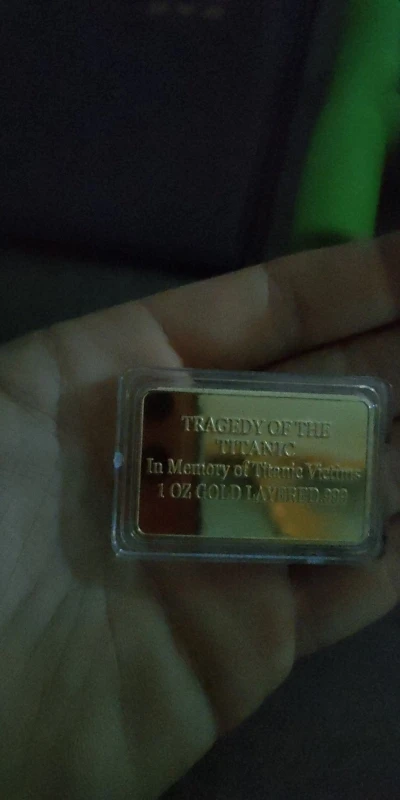 TRAGEDY OF THE
TITANIC
In Memory of Titanic Victims
1 OZ GOLD LAYERED.999